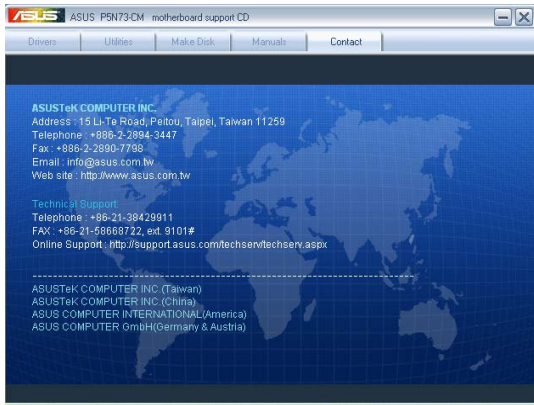 ASUS ASUS P5N73-CM motherboard support CD
Drivers Utilities Make Disk Manuals Contact
ASUSTeK COMPUTER INC.
Address : 15 Li-Te Road, Peitou, Taipei, Taiwan 11259
Telephone : +886-2-2894-3447
Fax : +886-2-2890-7798
Email : info@asus.com.tw
Web site : http://www.asus.com.tw
Technical Support:
Telephone : +86-21-38429911
FAX : +86-21-58668722, ext. 9101#
Online Support : http://support.asus.com/techserv/techserv.aspx
ASUSTeK COMPUTER INC.(Taiwan)
ASUSTeK COMPUTER INC.(China)
ASUS COMPUTER INTERNATIONAL(America)
ASUS COMPUTER GmbH(Germany & Austria)